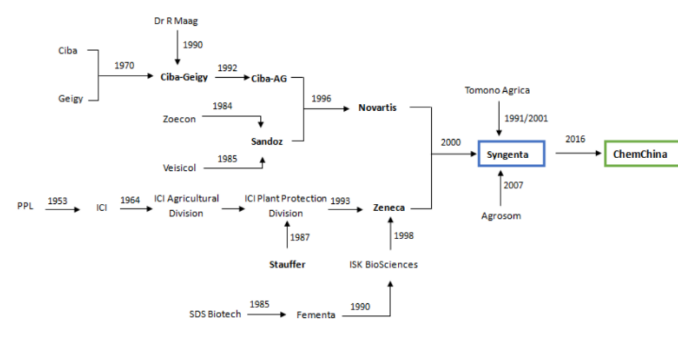 Dr R Maag
1990
Ciba
1970
Geigy
Ciba-Geigy
1992
Ciba-AG
1996
Zoecon
1984
Sandoz
Veisicol
1985
Novartis
Tomono Agrica
1991/2001
2000
Syngenta
2016
ChemChina
2007
Agrosom
PPL
1953
ICI
1964
ICI Agricultural
Division
ICI Plant Protection
Division
1993
Zeneca
1987
Stauffer
1998
ISK BioSciences
SDS Biotech
1985
Fementa
1990